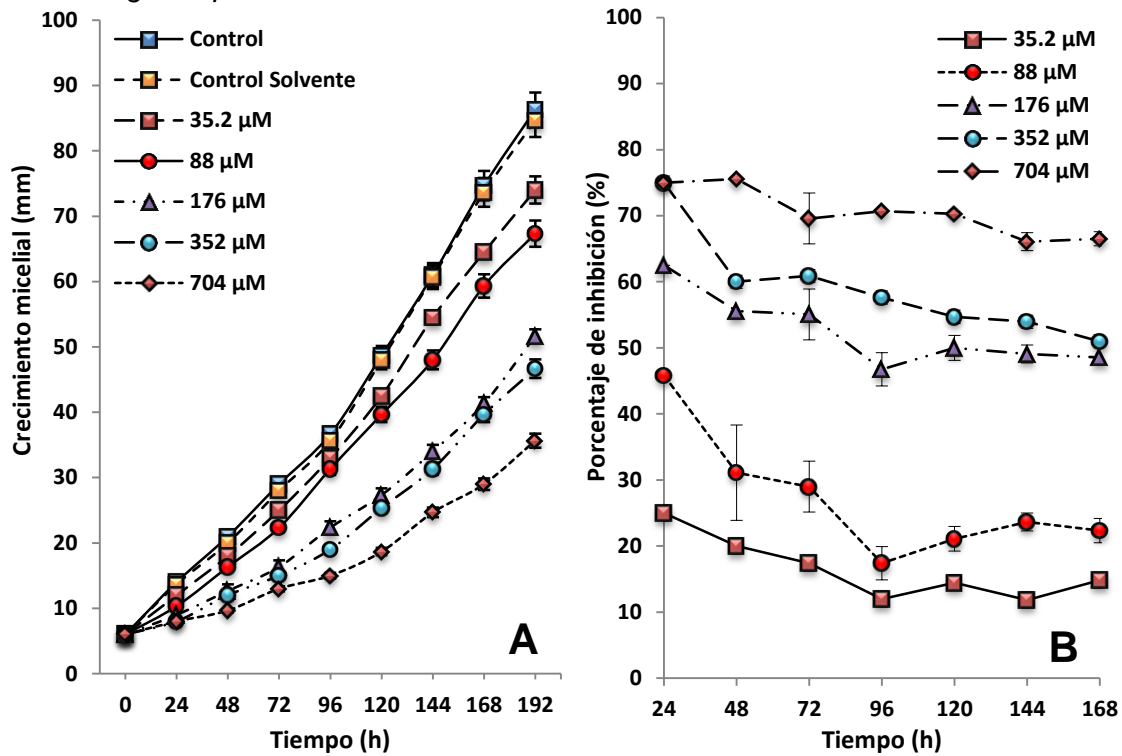 100
90
80
70
60
50
40
30
20
10
0
Crecimiento micelial (mm)
Control
Control Solvente
35.2 µM
88 µM
176 µM
352 µM
704 µM
A
0 24 48 72 96 120 144 168 192
Tiempo (h)
100
90
80
70
60
50
40
30
20
10
0
Porcentaje de inhibición (%)
35.2 µM
88 µM
176 µM
352 µM
704 µM
B
24 48 72 96 120 144 168
Tiempo (h)